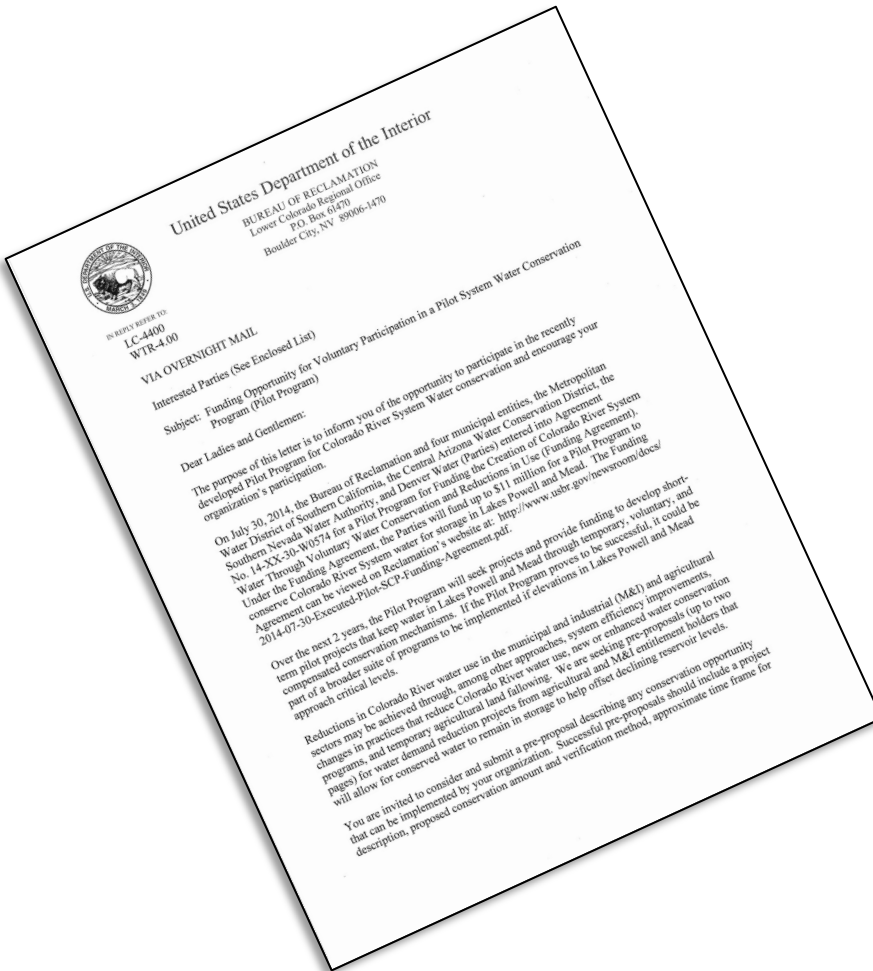 United States Department of the Interior
BUREAU OF RECLAMATION
Lower Colorado Regional Office
P.O. Box 61470
Boulder City, NV 89006-1470
U.S. DEPARTMENT OF THE INTERIOR
MARCH 3, 1849
IN REPLY REFER TO:
LC-4400
WTR-4.00
VIA OVERNIGHT MAIL
Interested Parties (See Enclosed List)
Subject: Funding Opportunity for Voluntary Participation in a Pilot System Water Conservation
Program (Pilot Program)
Dear Ladies and Gentlemen:
The purpose of this letter is to inform you of the opportunity to participate in the recently
developed Pilot Program for Colorado River System Water conservation and encourage your
organization's participation.
On July 30, 2014, the Bureau of Reclamation and four municipal entities, the Metropolitan
Water District of Southern California, the Central Arizona Water Conservation District, the
Southern Nevada Water Authority, and Denver Water (Parties) entered into Agreement
No. 14-XX-30-W0574 for a Pilot Program for Funding the Creation of Colorado River System
Water Through Voluntary Water Conservation and Reductions in Use (Funding Agreement).
Under the Funding Agreement, the Parties will fund up to $11 million for a Pilot Program to
conserve Colorado River System water for storage in Lakes Powell and Mead. The Funding
Agreement can be viewed on Reclamation's website at: http://www.usbr.gov/newsroom/docs/
2014-07-30-Executed-Pilot-SCP-Funding-Agreement.pdf.
Over the next 2 years, the Pilot Program will seek projects and provide funding to develop short-
term pilot projects that keep water in Lakes Powell and Mead through temporary, voluntary, and
compensated conservation mechanisms. If the Pilot Program proves to be successful, it could be
part of a broader suite of programs to be implemented if elevations in Lakes Powell and Mead
approach critical levels.
Reductions in Colorado River water use in the municipal and industrial (M&I) and agricultural
sectors may be achieved through, among other approaches, system efficiency improvements,
changes in practices that reduce Colorado River water use, new or enhanced water conservation
programs, and temporary agricultural land fallowing. We are seeking pre-proposals (up to two
pages) for water demand reduction projects from agricultural and M&I entitlement holders that
will allow for conserved water to remain in storage to help offset declining reservoir levels.
You are invited to consider and submit a pre-proposal describing any conservation opportunity
that can be implemented by your organization. Successful pre-proposals should include a project
description, proposed conservation amount and verification method, approximate time frame for